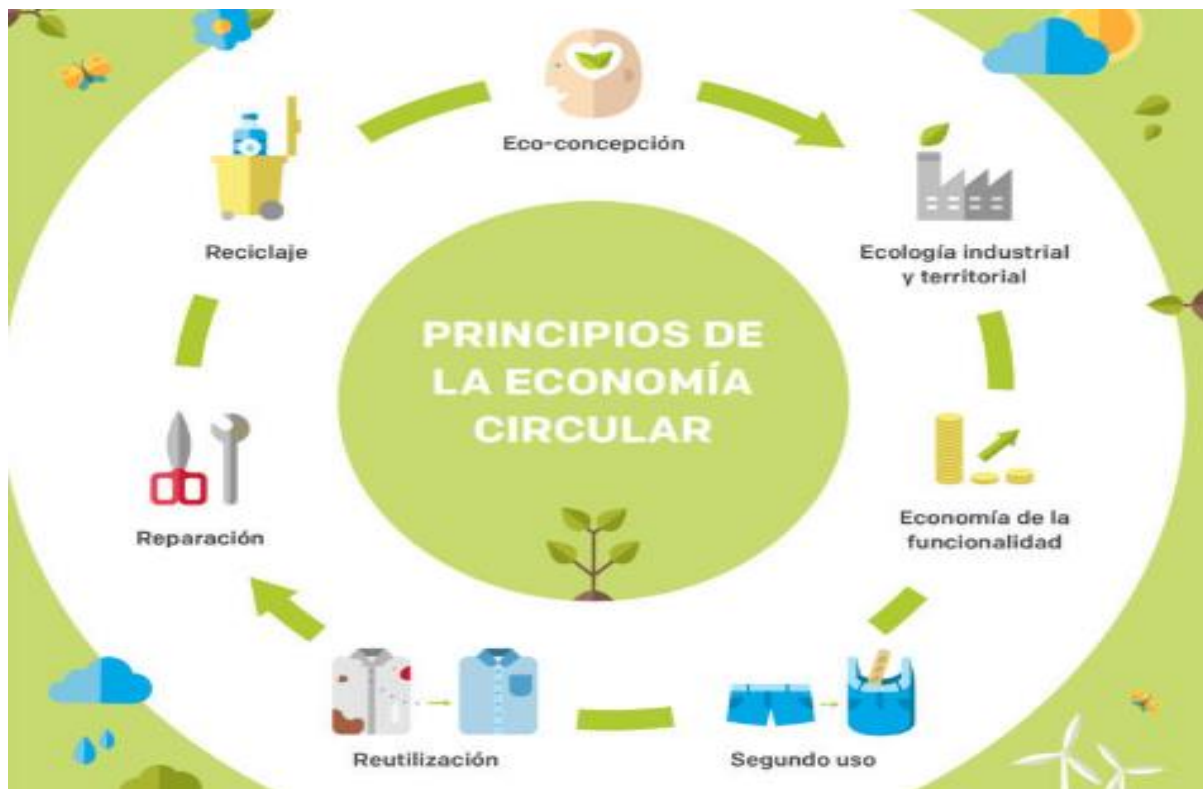 PRINCIPIOS DE
LA ECONOMÍA
CIRCULAR
Eco-concepción
Ecología industrial
y territorial
Economía de la
funcionalidad
Segundo uso
Reutilización
Reparación
Reciclaje